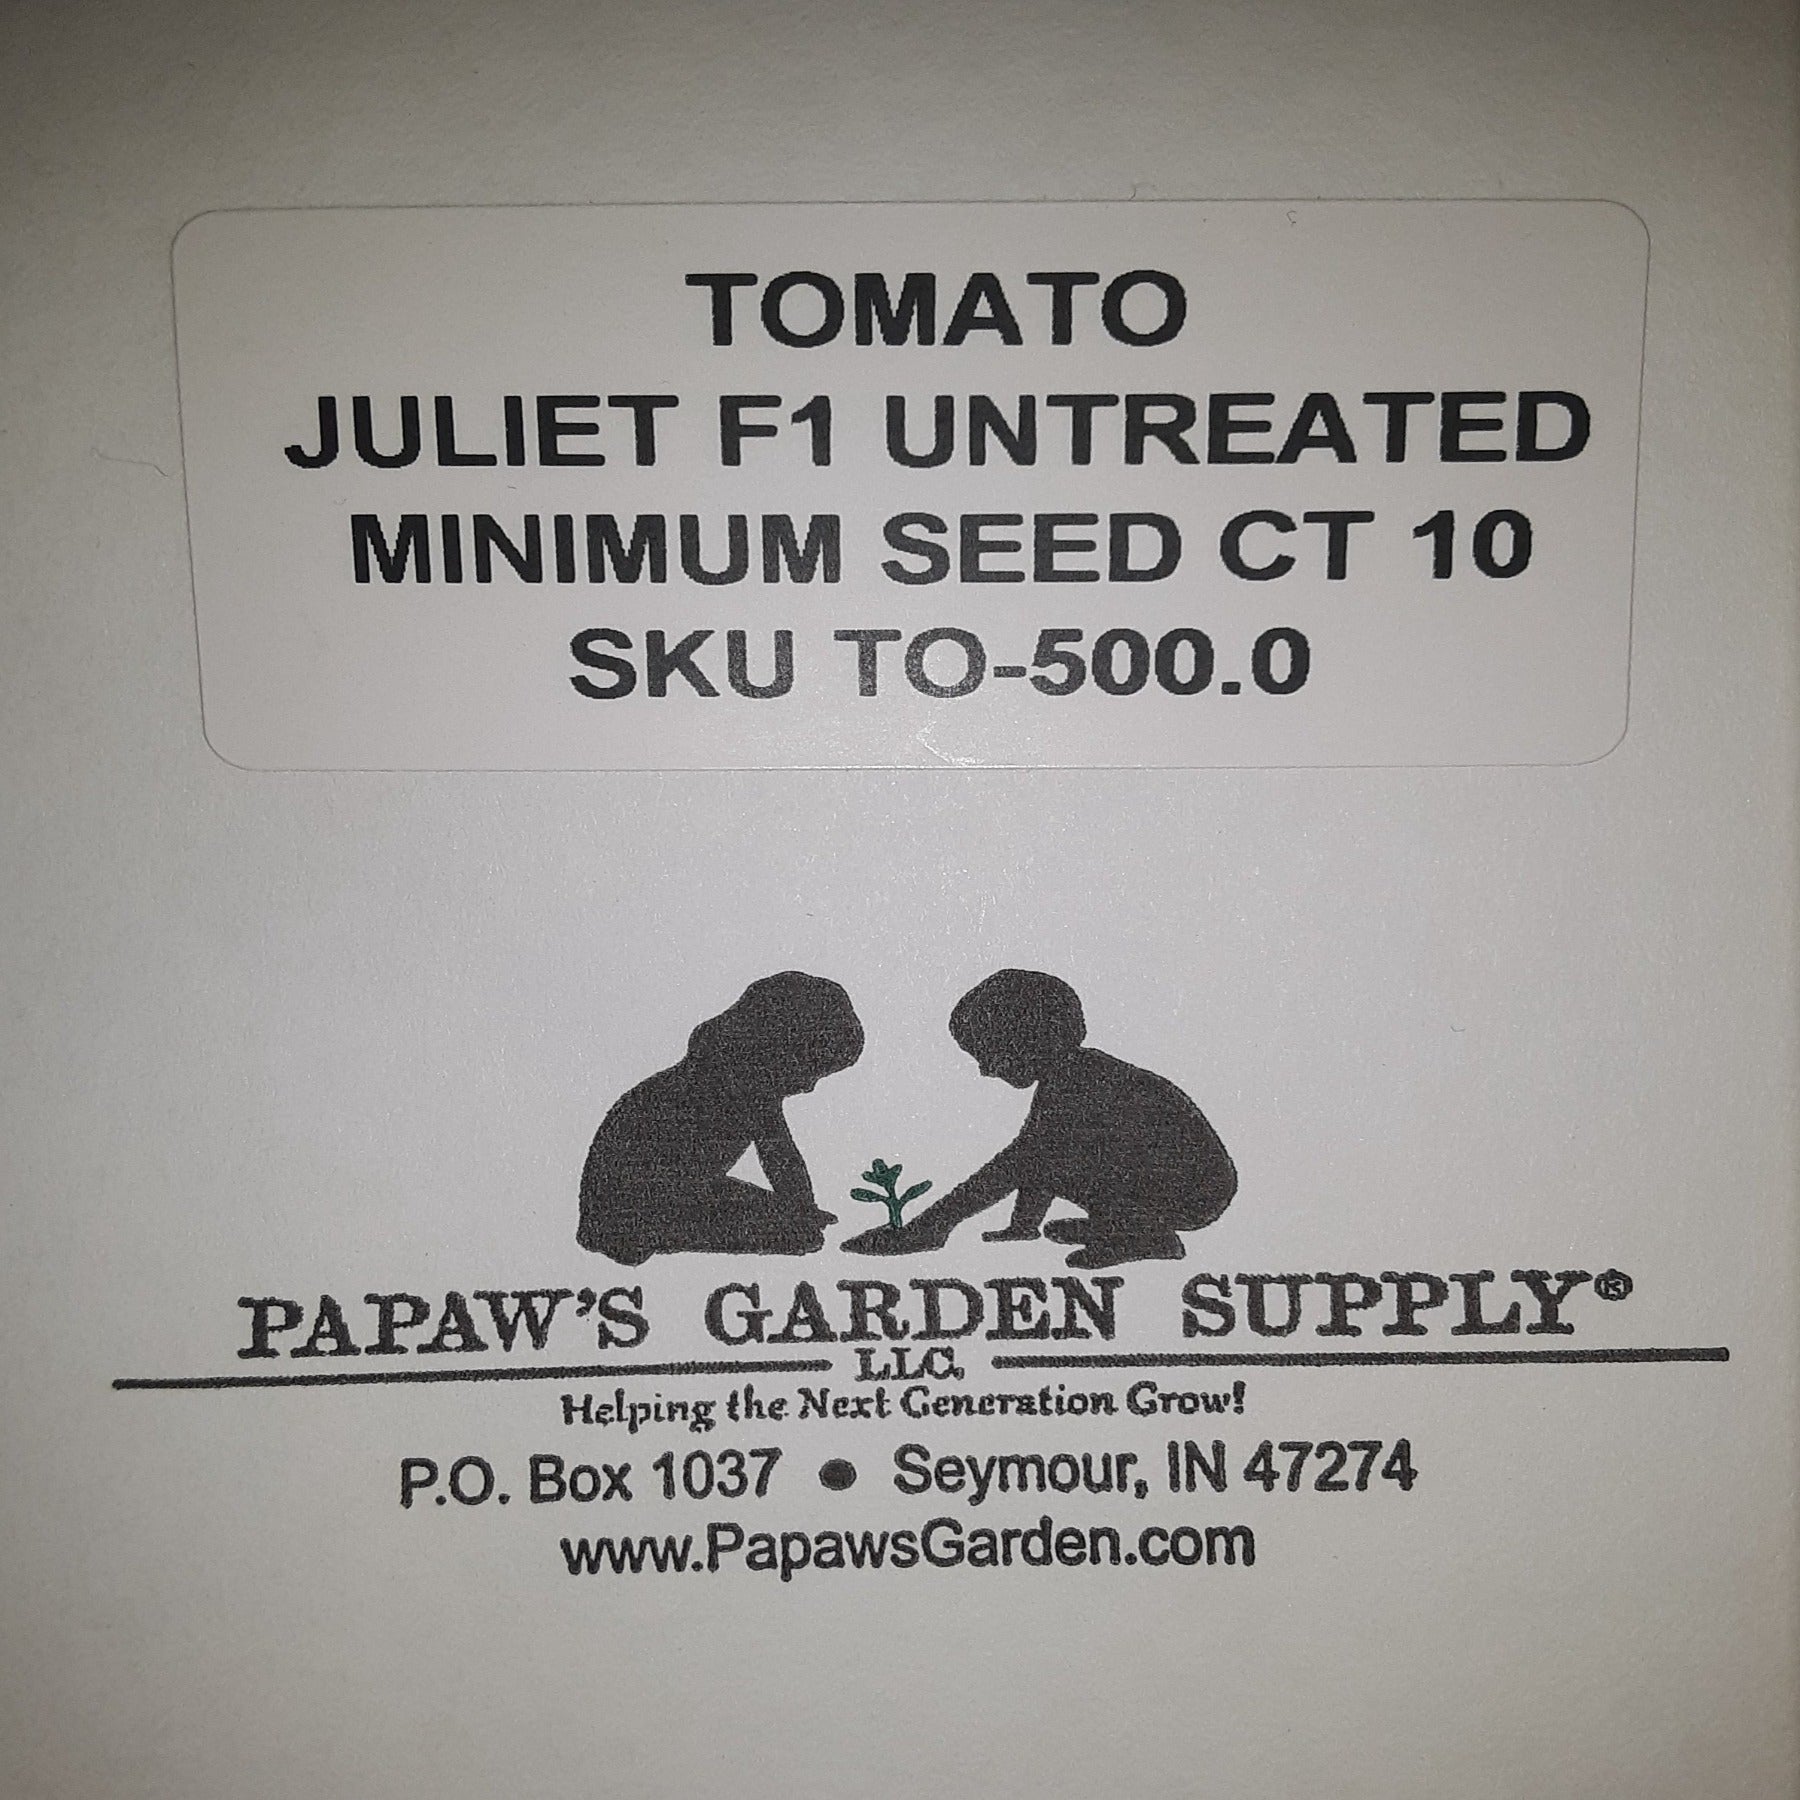 TOMATO
JULIET F1 UNTREATED
MINIMUM SEED CT 10
SKU TO-500.0
PAPAW'S GARDEN SUPPLY®
LLC.
Helping the Next Generation Grow!
P.O. Box 1037 ● Seymour, IN 47274
www.PapawsGarden.com